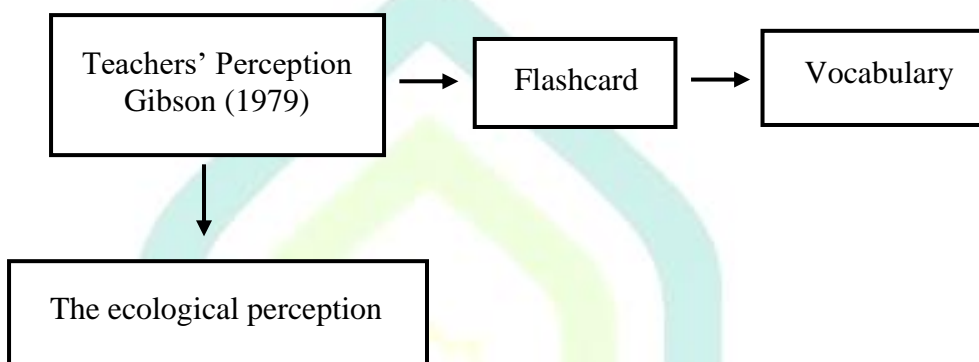 Teachers’ Perception
Gibson (1979)
Flashcard
Vocabulary
The ecological perception